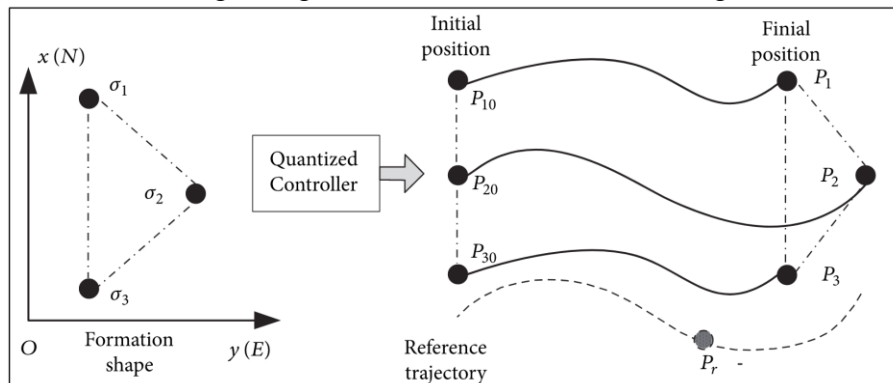 x (N)
σ1
σ2
σ3
O
Formation
shape
y (E)
Quantized
Controller
Initial
position
P10
P20
P30
Reference
trajectory
Finial
position
P1
P2
P3
Pr -